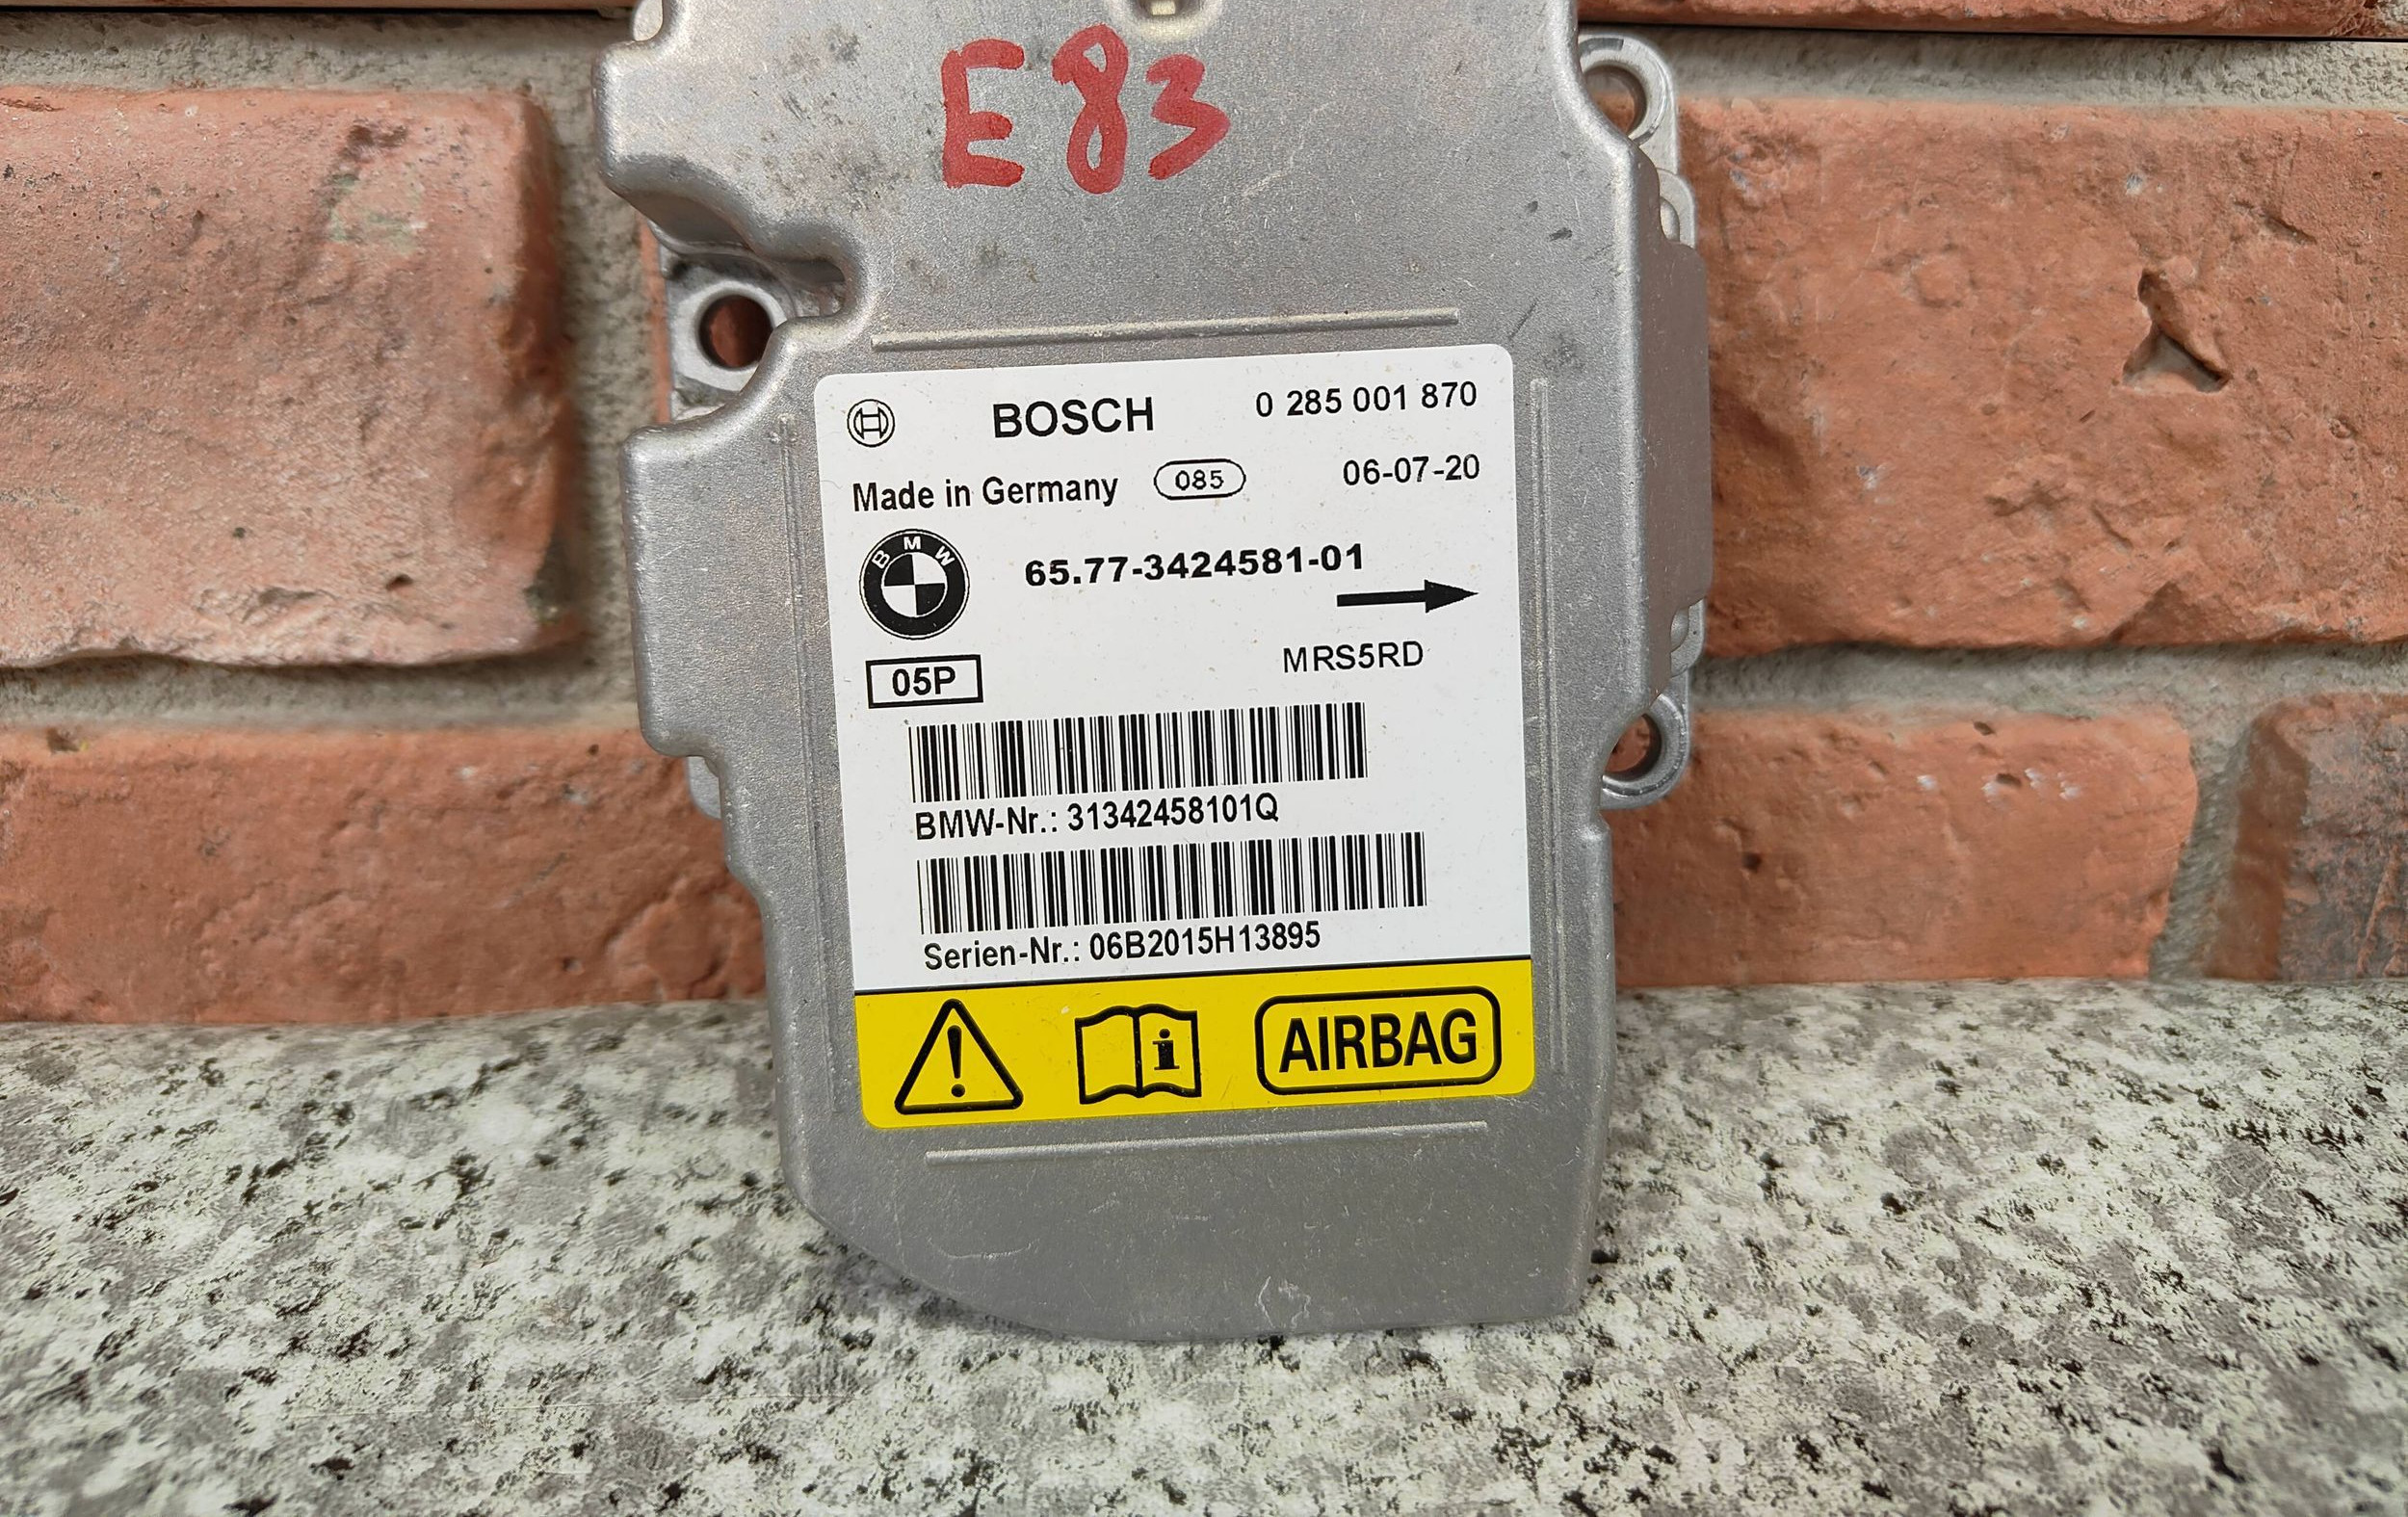 E83
BOSCH 0 285 001 870
Made in Germany 085 06-07-20
BMW 65.77-3424581-01
MRS5RD
05P
BMW-Nr.: 31342458101Q
Serien-Nr.: 06B2015H13895
AIRBAG